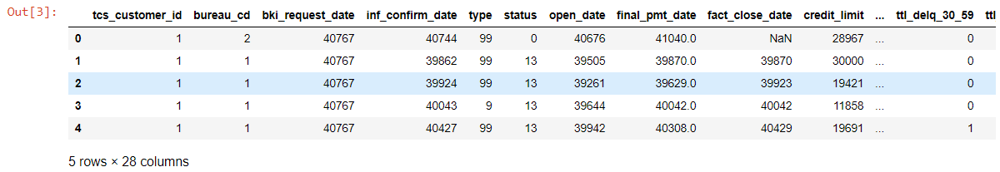 Out[3]:
tcs_customer_id bureau_cd bki_request_date inf_confirm_date type status open_date final_pmt_date fact_close_date credit_limit ... ttl_delq_30_59 ttl
0 1 2 40767 40744 99 0 40676 41040.0 NaN 28967 ... 0
1 1 1 40767 39862 99 13 39505 39870.0 39870 30000 ... 0
2 1 1 40767 39924 99 13 39261 39629.0 39923 19421 ... 0
3 1 1 40767 40043 9 13 39644 40042.0 40042 11858 ... 0
4 1 1 40767 40427 99 13 39942 40308.0 40429 19691 ... 1
5 rows × 28 columns